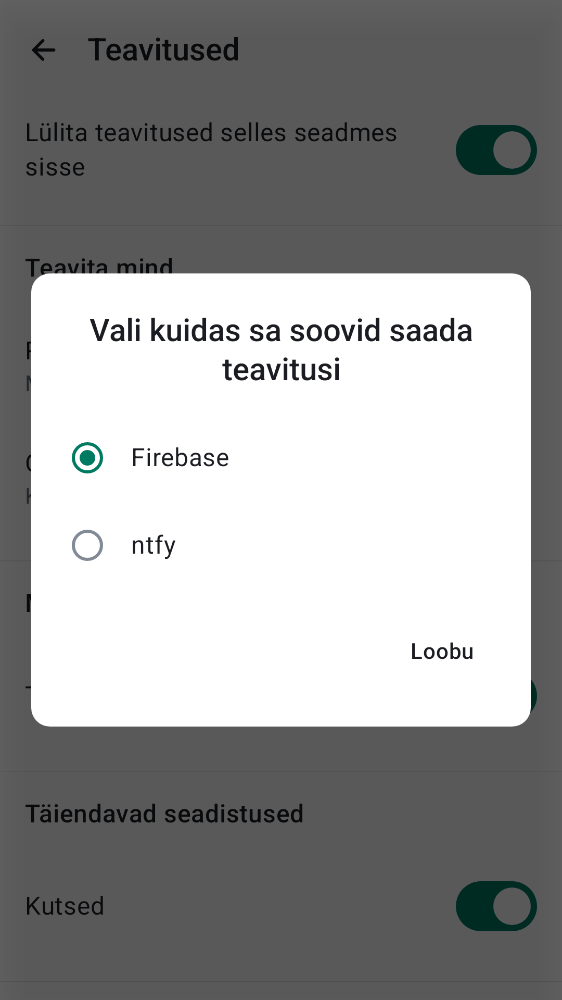 Teavitused
Lülita teavitused selles seadmes
sisse
Teavita mind
Vali kuidas sa soovid saada
teavitusi
Firebase
ntfy
Loobu
Täiendavad seadistused
Kutsed